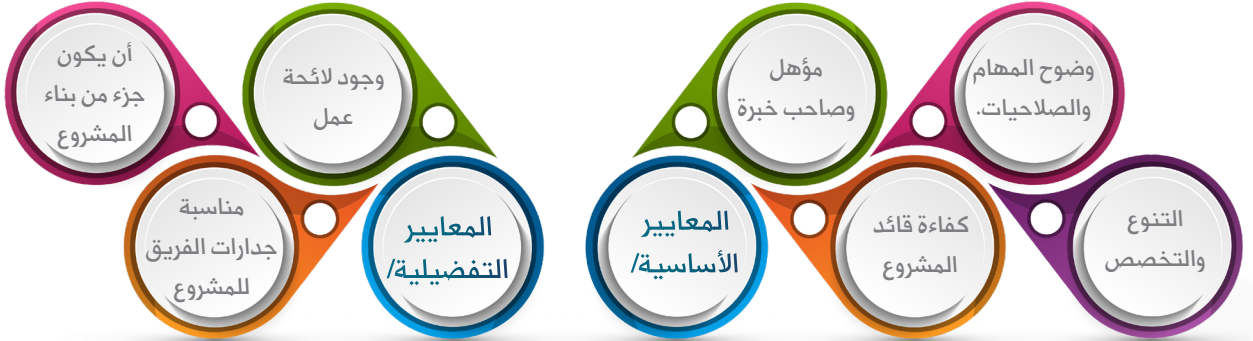 المعايير
الأساسية/
مؤهل
وصاحب خبرة
كفاءة قائد
المشروع
وضوح المهام
والصلاحيات.
التنوع
والتخصص
المعايير
التفضيلية/
وجود لائحة
عمل
مناسبة
جدارات الفريق
للمشروع
أن يكون
جزء من بناء
المشروع